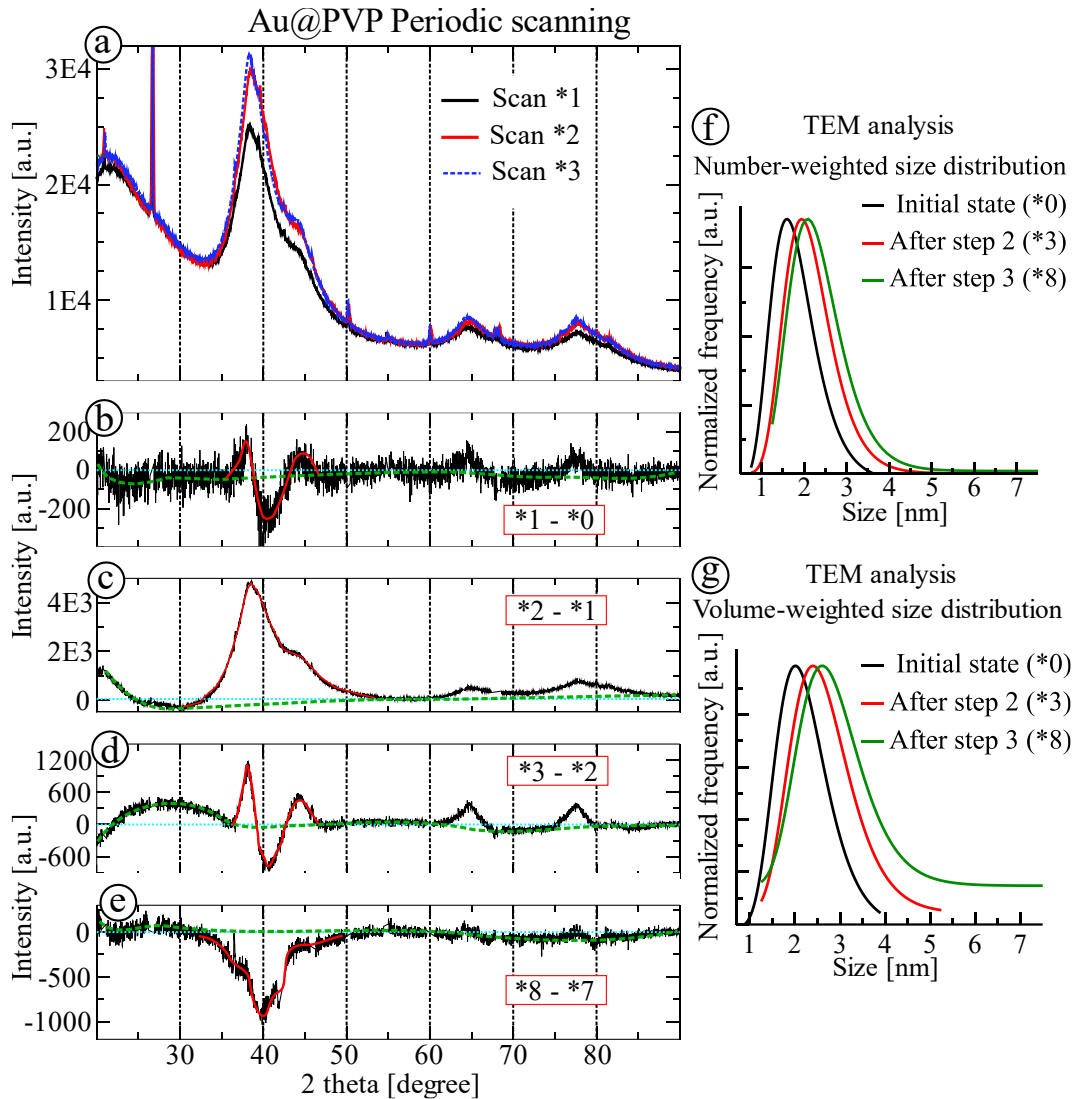 Au@PVP Periodic scanning
a
3E4
2E4
1E4
Intensity [a.u.]
Scan *1
Scan *2
Scan *3
b
200
0
-200
Intensity [a.u.]
*1 - *0
c
4E3
2E3
0
*2 - *1
d
1200
600
0
-600
Intensity [a.u.]
*3 - *2
e
0
-500
-1000
Intensity [a.u.]
*8 - *7
30 40 50 60 70 80
2 theta [degree]
f
TEM analysis
Number-weighted size distribution
Normalized frequency [a.u.]
Initial state (*0)
After step 2 (*3)
After step 3 (*8)
1 2 3 4 5 6 7
Size [nm]
g
TEM analysis
Volume-weighted size distribution
Normalized frequency [a.u.]
Initial state (*0)
After step 2 (*3)
After step 3 (*8)
1 2 3 4 5 6 7
Size [nm]